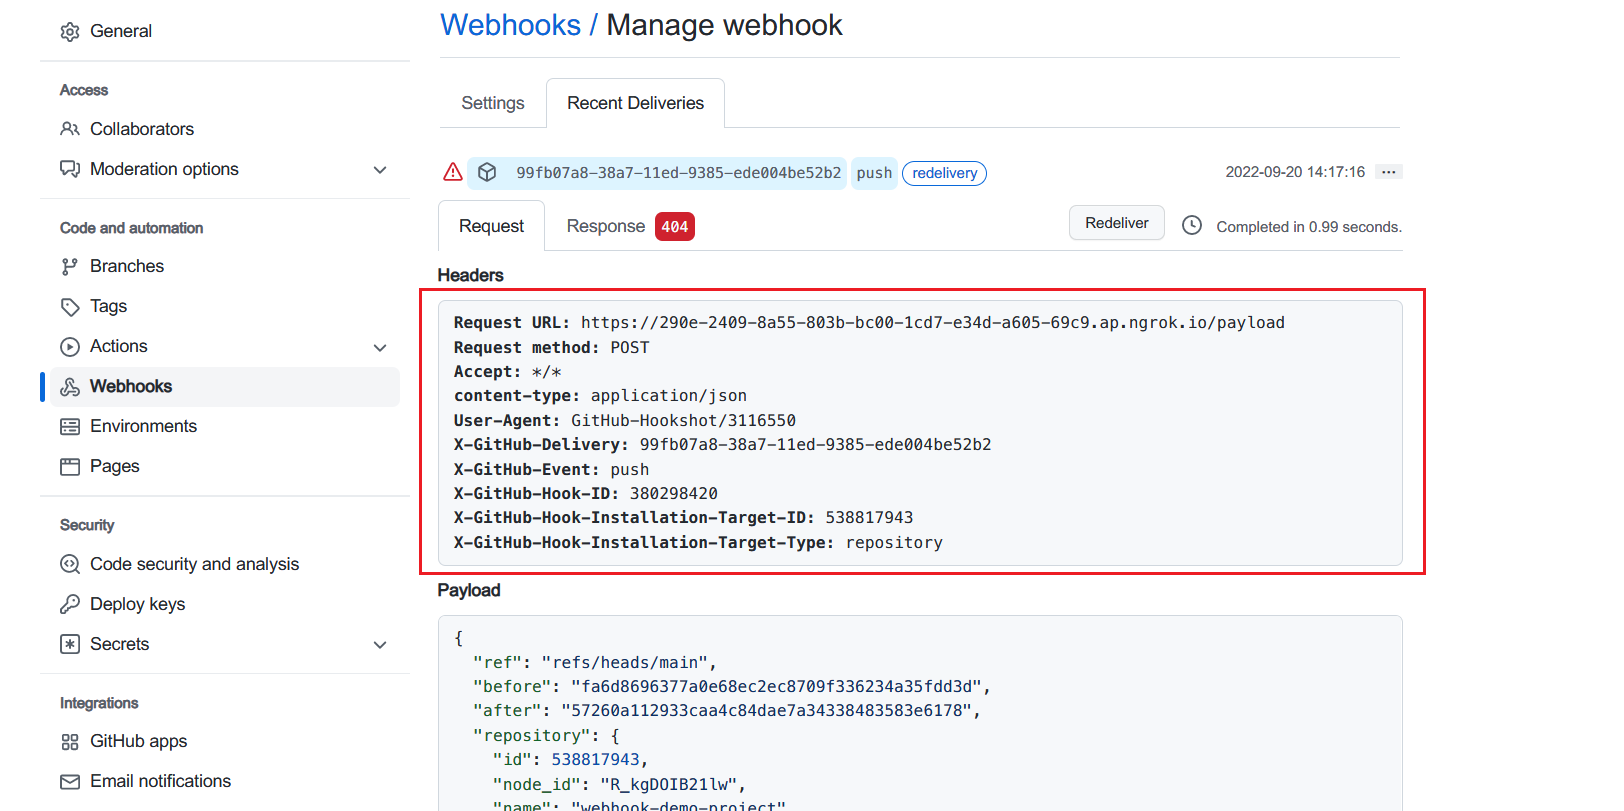 General
Access
Collaborators
Moderation options
Code and automation
Branches
Tags
Actions
Webhooks
Environments
Pages
Security
Code security and analysis
Deploy keys
Secrets
Integrations
GitHub apps
Email notifications
Webhooks / Manage webhook
Settings
Recent Deliveries
99fb07a8-38a7-11ed-9385-ede004be52b2 push redelivery 2022-09-20 14:17:16 ...
Request Response 404 Redeliver Completed in 0.99 seconds.
Headers
Request URL: https://290e-2409-8a55-803b-bc00-1cd7-e34d-a605-69c9.ap.ngrok.io/payload
Request method: POST
Accept: */*
content-type: application/json
User-Agent: GitHub-Hookshot/3116550
X-GitHub-Delivery: 99fb07a8-38a7-11ed-9385-ede004be52b2
X-GitHub-Event: push
X-GitHub-Hook-ID: 380298420
X-GitHub-Hook-Installation-Target-ID: 538817943
X-GitHub-Hook-Installation-Target-Type: repository
Payload
{
"ref": "refs/heads/main",
"before": "fa6d8696377a0e68ec2ec8709f336234a35fdd3d",
"after": "57260a112933caa4c84dae7a34338483583e6178",
"repository": {
"id": 538817943,
"node_id": "R_kgDOIB21lw",
"name": "webhook-demo-project"